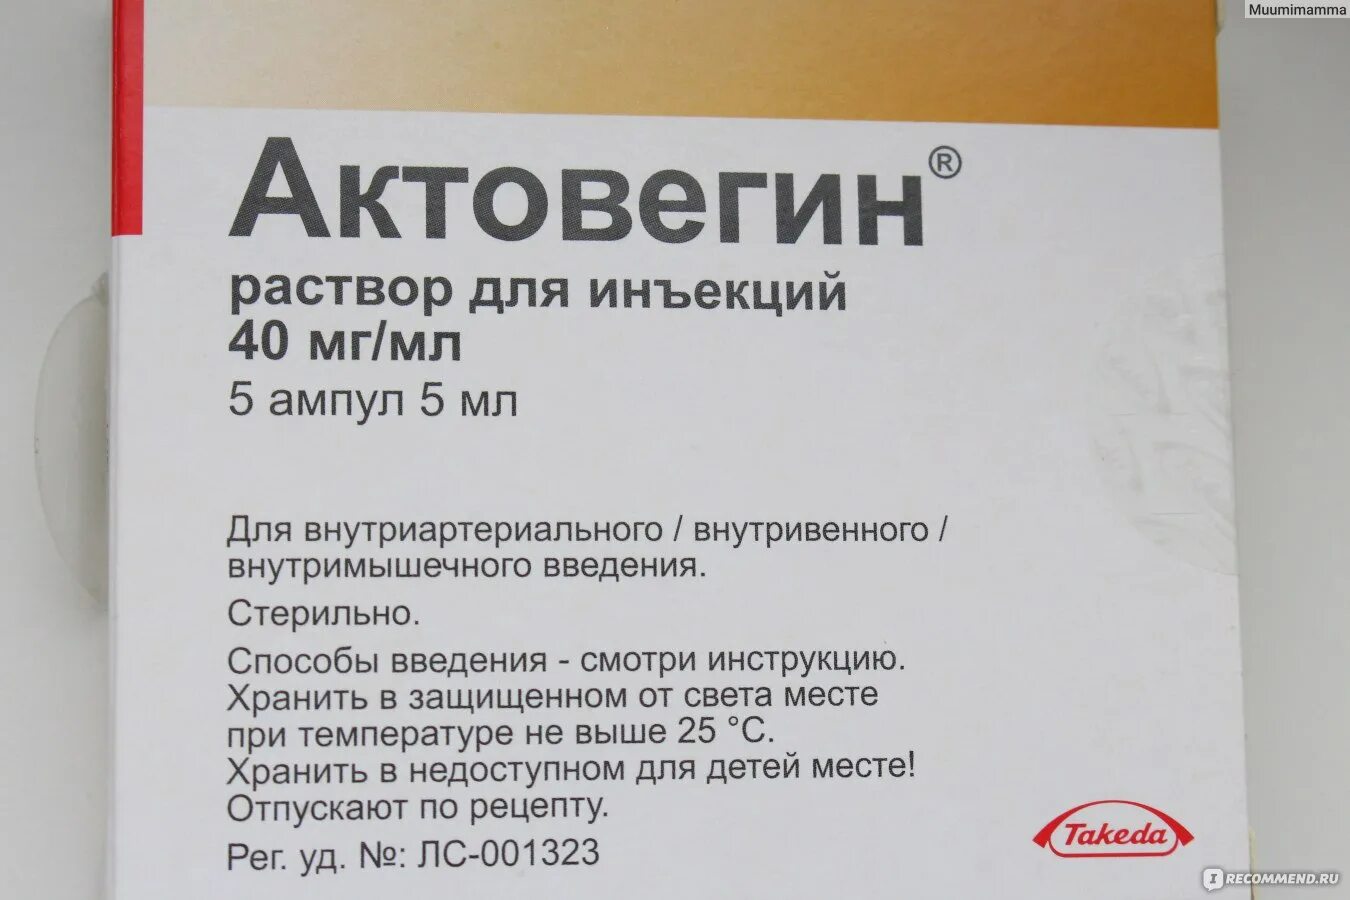 Muumimamma
Актовегин®
раствор для инъекций
40 мг/мл
5 ампул 5 мл
Для внутриартериального / внутривенного /
внутримышечного введения.
Стерильно.
Способы введения - смотри инструкцию.
Хранить в защищенном от света месте
при температуре не выше 25 °С.
Хранить в недоступном для детей месте!
Отпускают по рецепту.
Рег. уд. №: ЛС-001323
Takeda
IRECOMMEND.RU